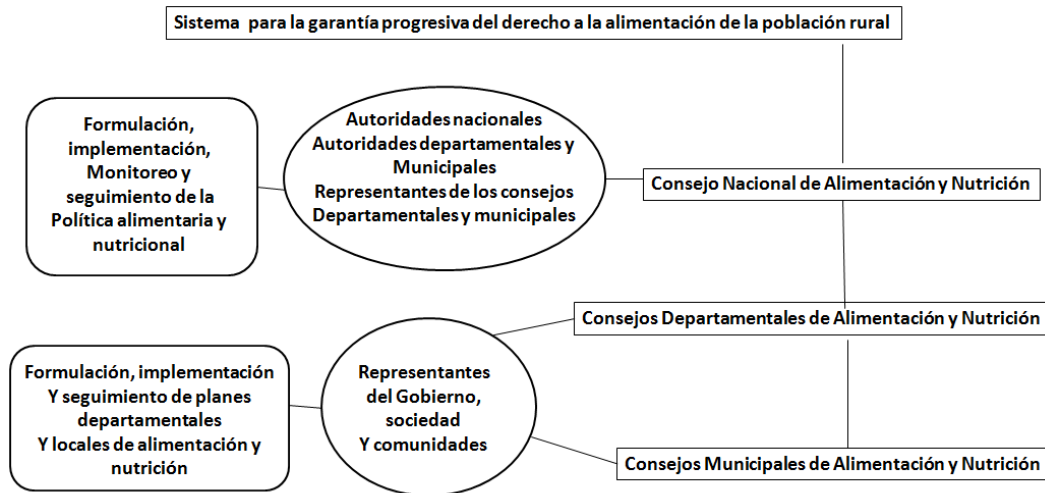 Sistema para la garantía progresiva del derecho a la alimentación de la población rural
Formulación,
implementación,
Monitoreo y
seguimiento de la
Política alimentaria y
nutricional
Autoridades nacionales
Autoridades departamentales y
Municipales
Representantes de los consejos
Departamentales y municipales
Consejo Nacional de Alimentación y Nutrición
Consejos Departamentales de Alimentación y Nutrición
Formulación, implementación
Y seguimiento de planes
departamentales
Y locales de alimentación y
nutrición
Representantes
del Gobierno,
sociedad
Y comunidades
Consejos Municipales de Alimentación y Nutrición